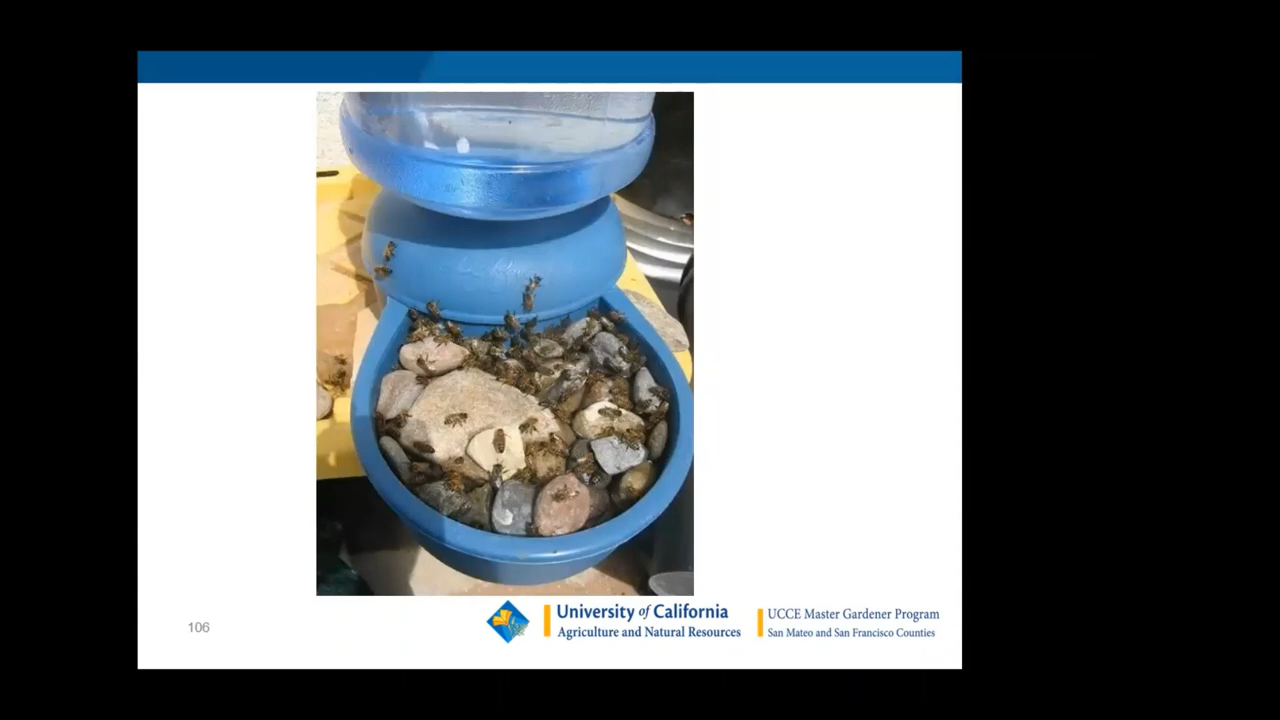 106
University of California
Agriculture and Natural Resources
UCCE Master Gardener Program
San Mateo and San Francisco Counties